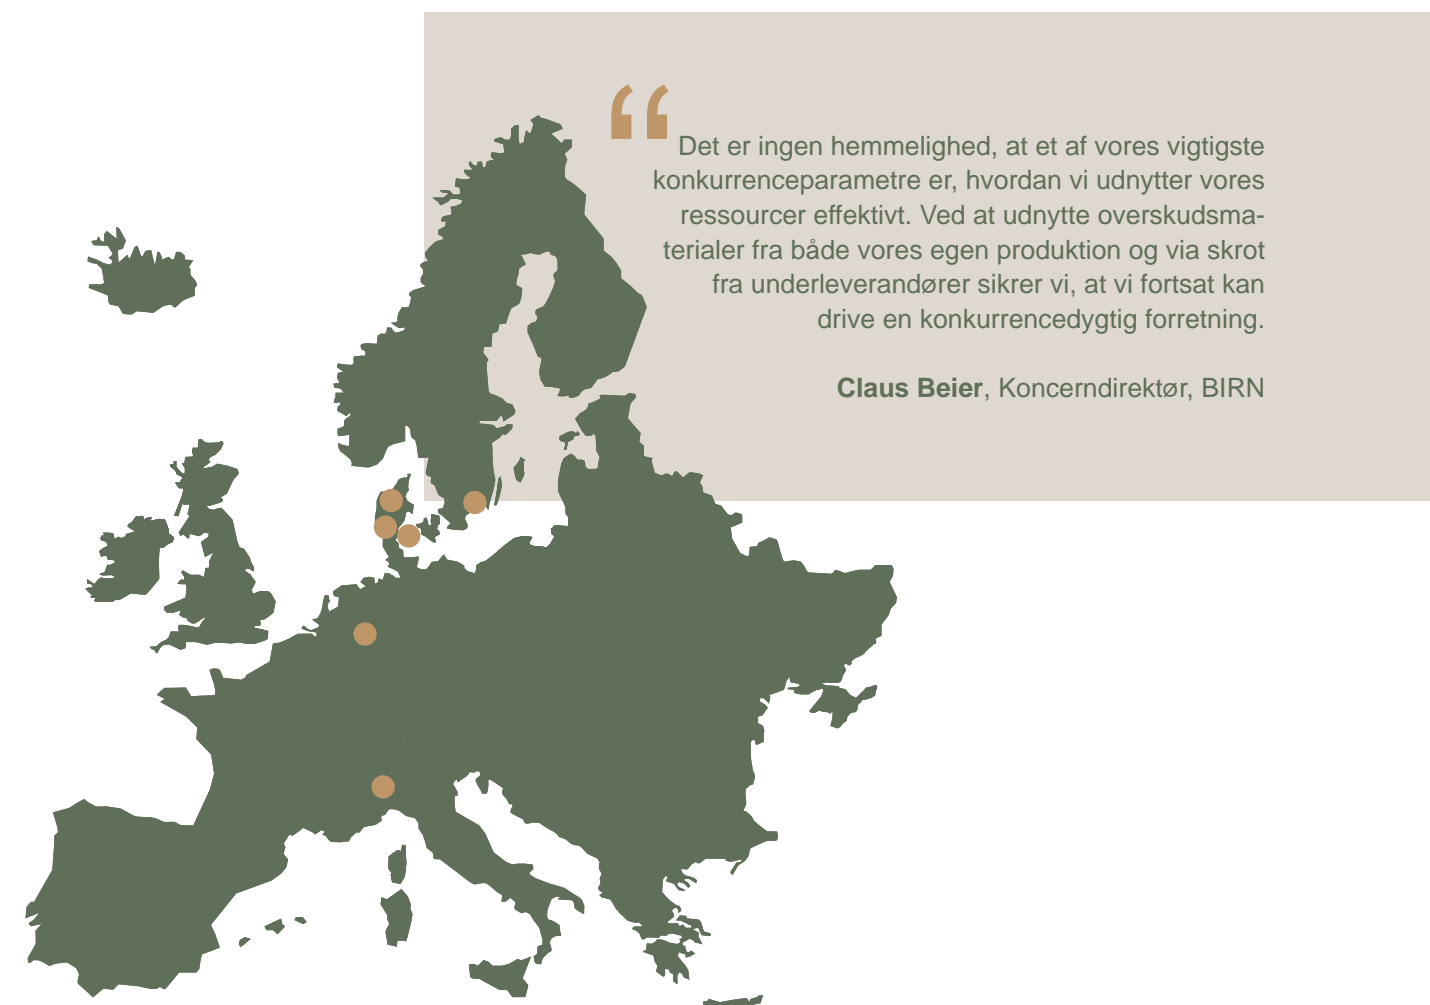 “
Det er ingen hemmelighed, at et af vores vigtigste
konkurrenceparametre er, hvordan vi udnytter vores
ressourcer effektivt. Ved at udnytte overskudsma-
terialer fra både vores egen produktion og via skrot
fra underleverandører sikrer vi, at vi fortsat kan
drive en konkurrencedygtig forretning.
Claus Beier, Koncerndirektør, BIRN